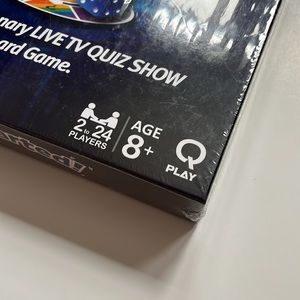 nary LIVE TV QUIZ SHOW
ard Game.
2 to 24
PLAYERS
AGE
8+
Q
PLAY